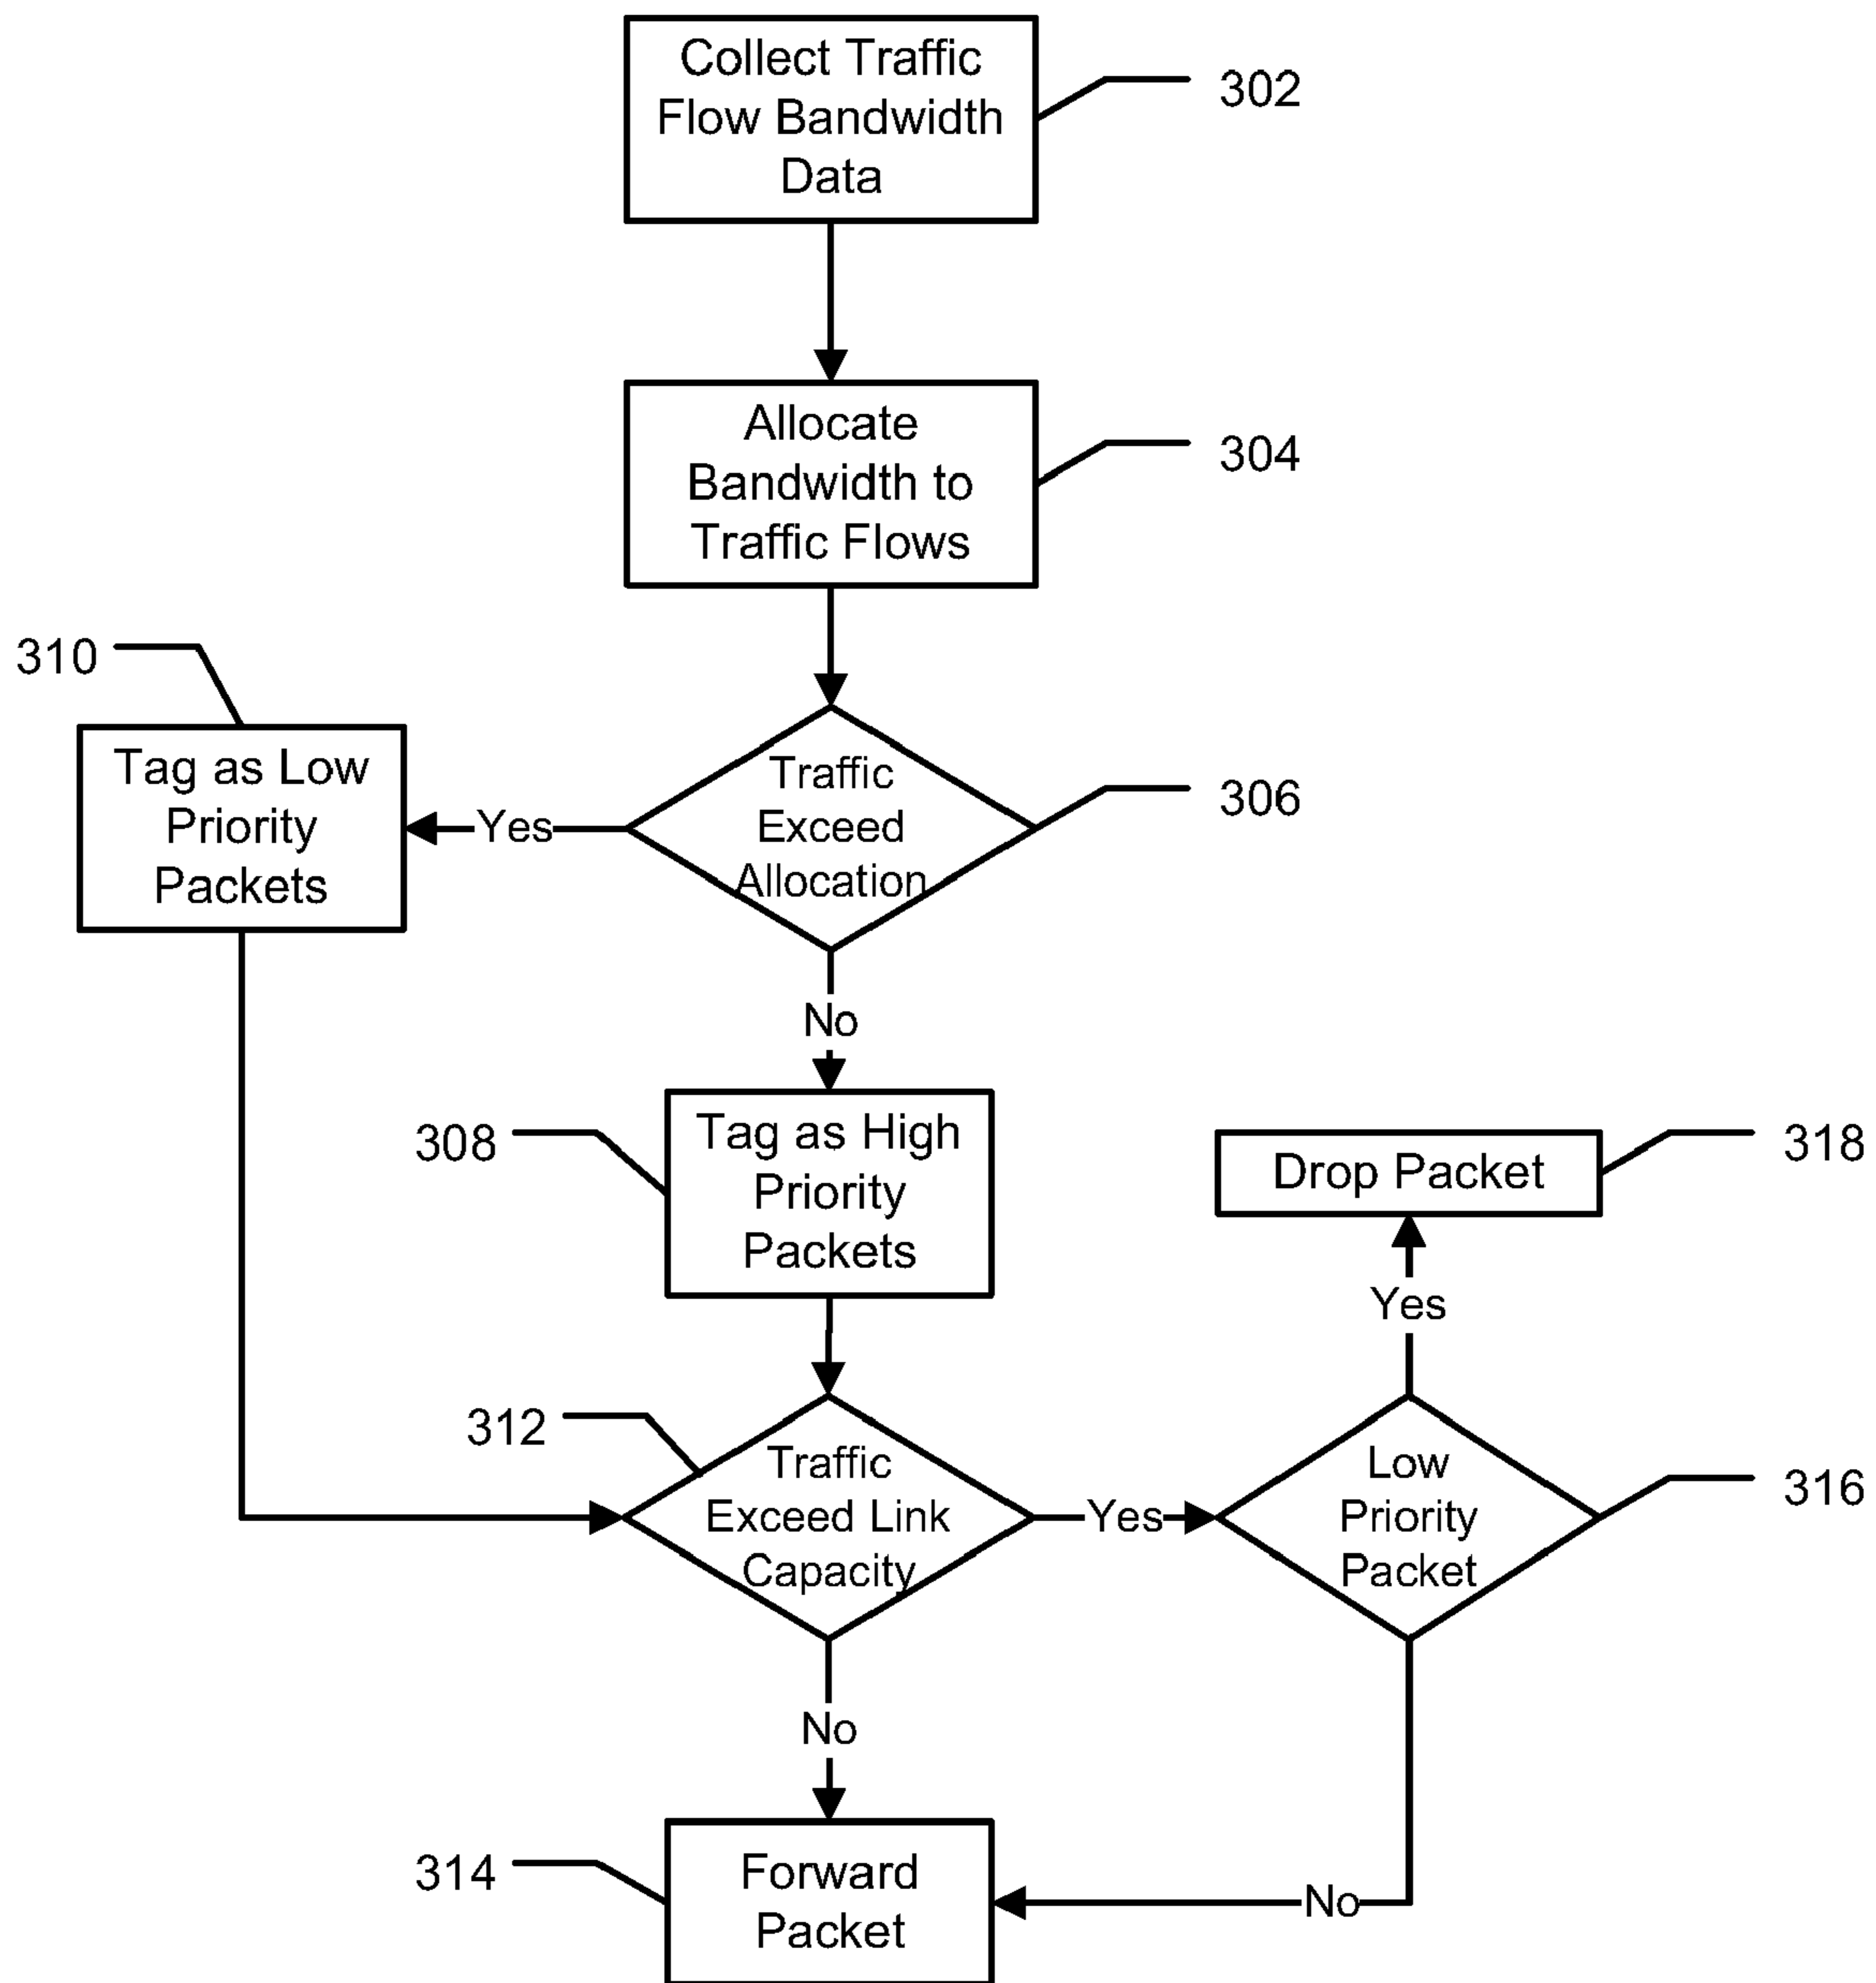 Collect Traffic
Flow Bandwidth
Data
302
Allocate
Bandwidth to
Traffic Flows
304
310
Tag as Low
Priority
Packets
Yes
Traffic
Exceed
Allocation
306
No
308
Tag as High
Priority
Packets
Drop Packet
318
Yes
312
Traffic
Exceed Link
Capacity
Yes
Low
Priority
Packet
316
No
314
Forward
Packet
No